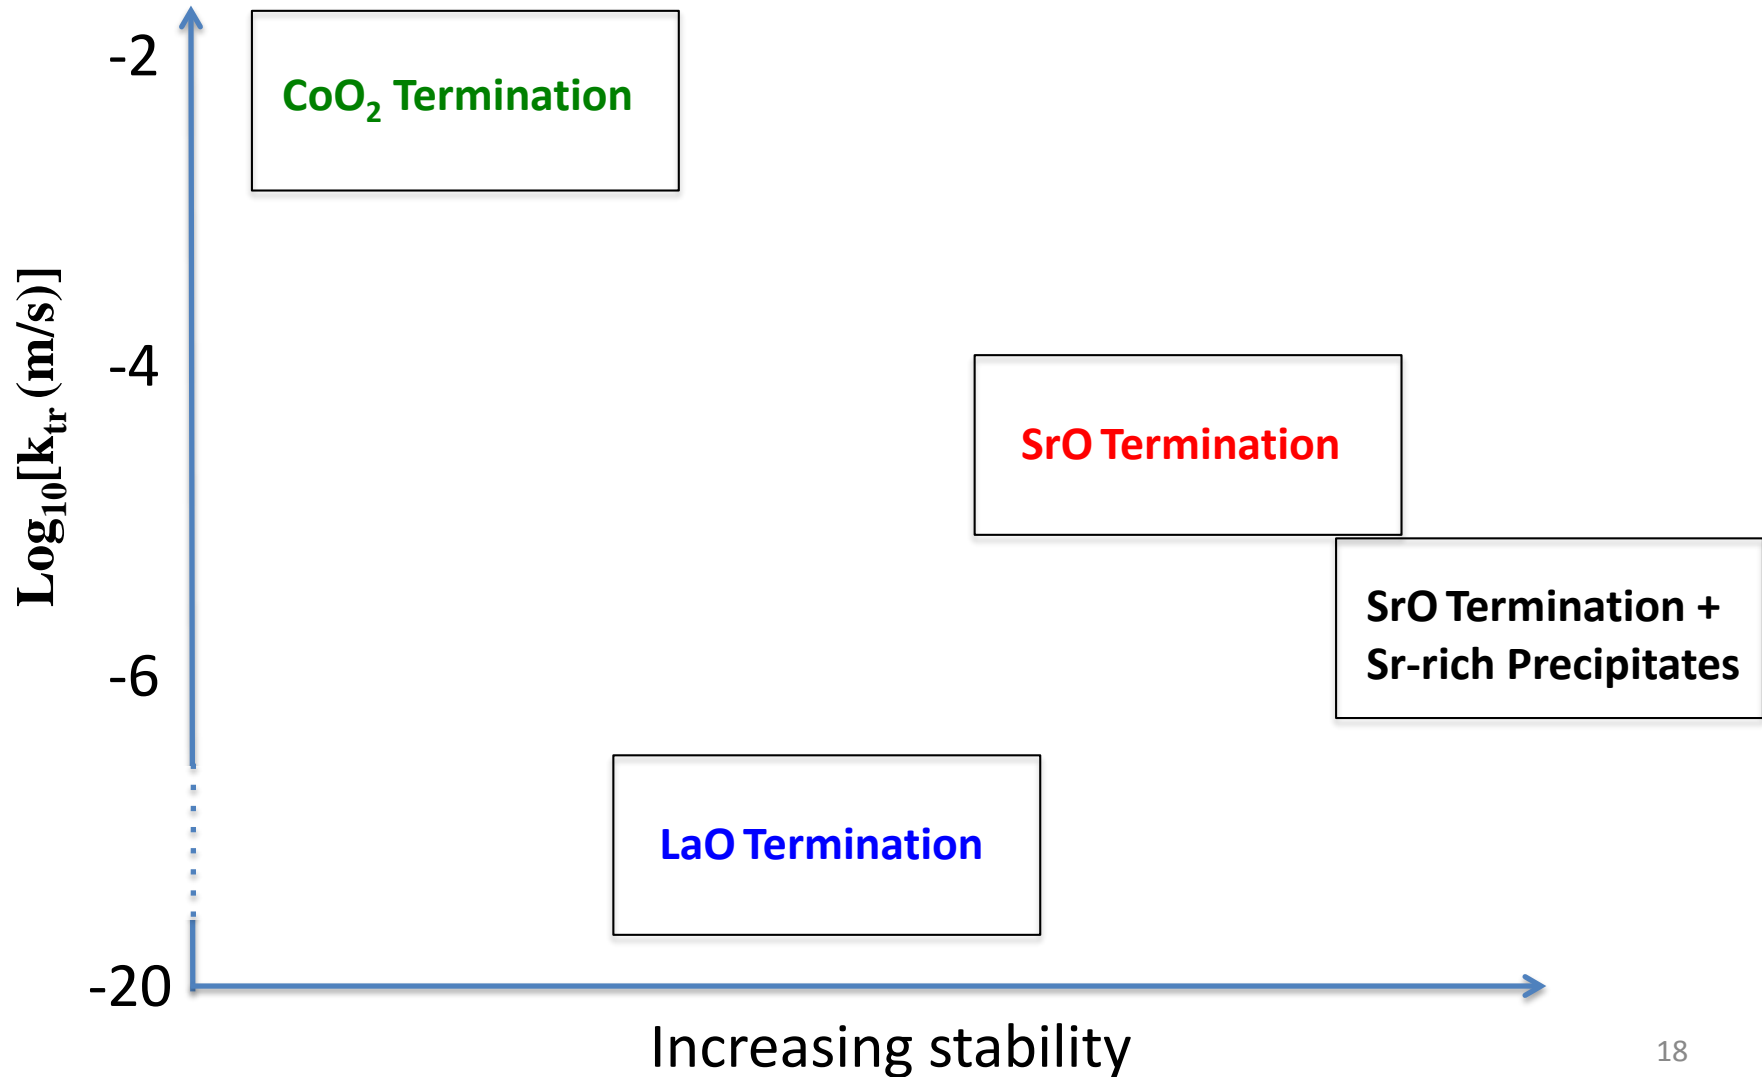 -2
CoO₂ Termination
-4
Log₁₀[kₜᵣ (m/s)]
SrO Termination
SrO Termination +
Sr-rich Precipitates
-6
LaO Termination
-20
Increasing stability
18